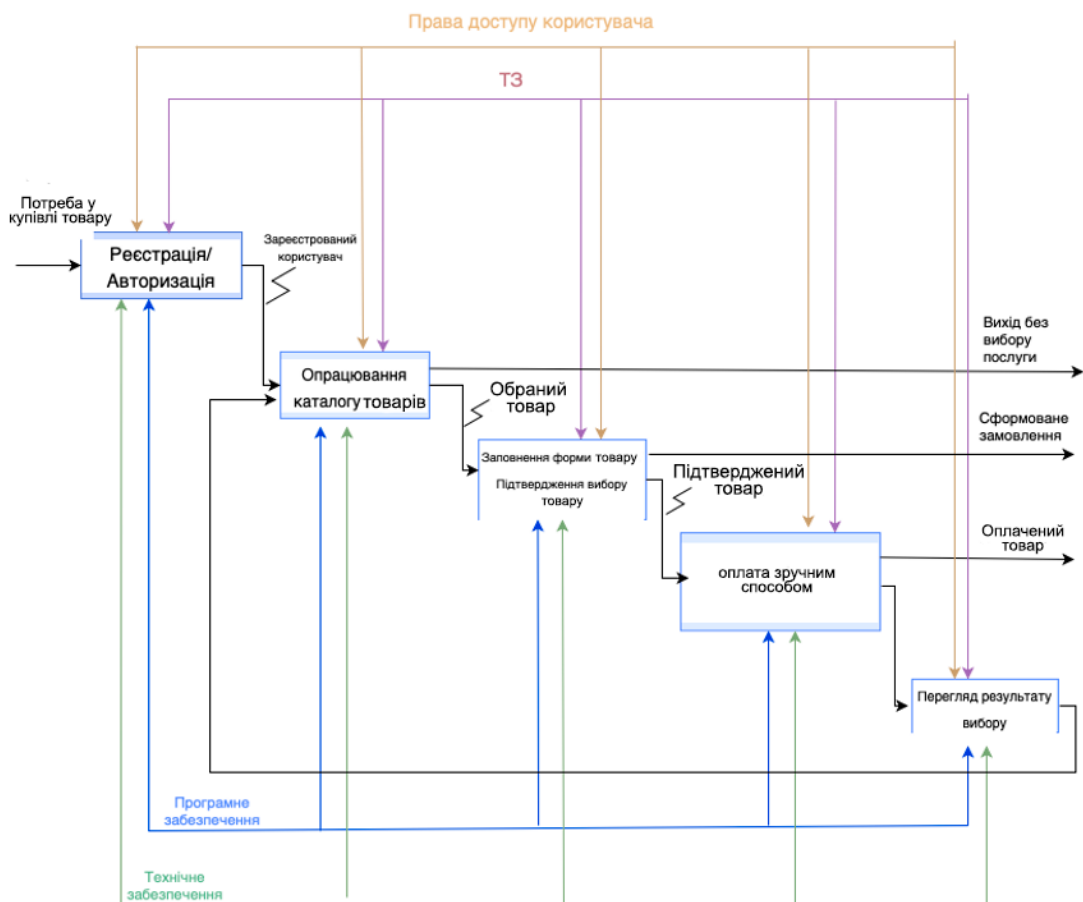 Права доступу користувача
ТЗ
Потреба у
купівлі товару
Реєстрація/
Авторизація
Зареєстрований
користувач
Вихід без
вибору
послуги
Опрацювання
каталогу товарів
Обраний
товар
Сформоване
замовлення
Заповнення форми товару
Підтвердження вибору
товару
Підтверджений
товар
Оплачений
товар
оплата зручним
способом
Перегляд результату
вибору
Програмне
забезпечення
Технічне
забезпечення